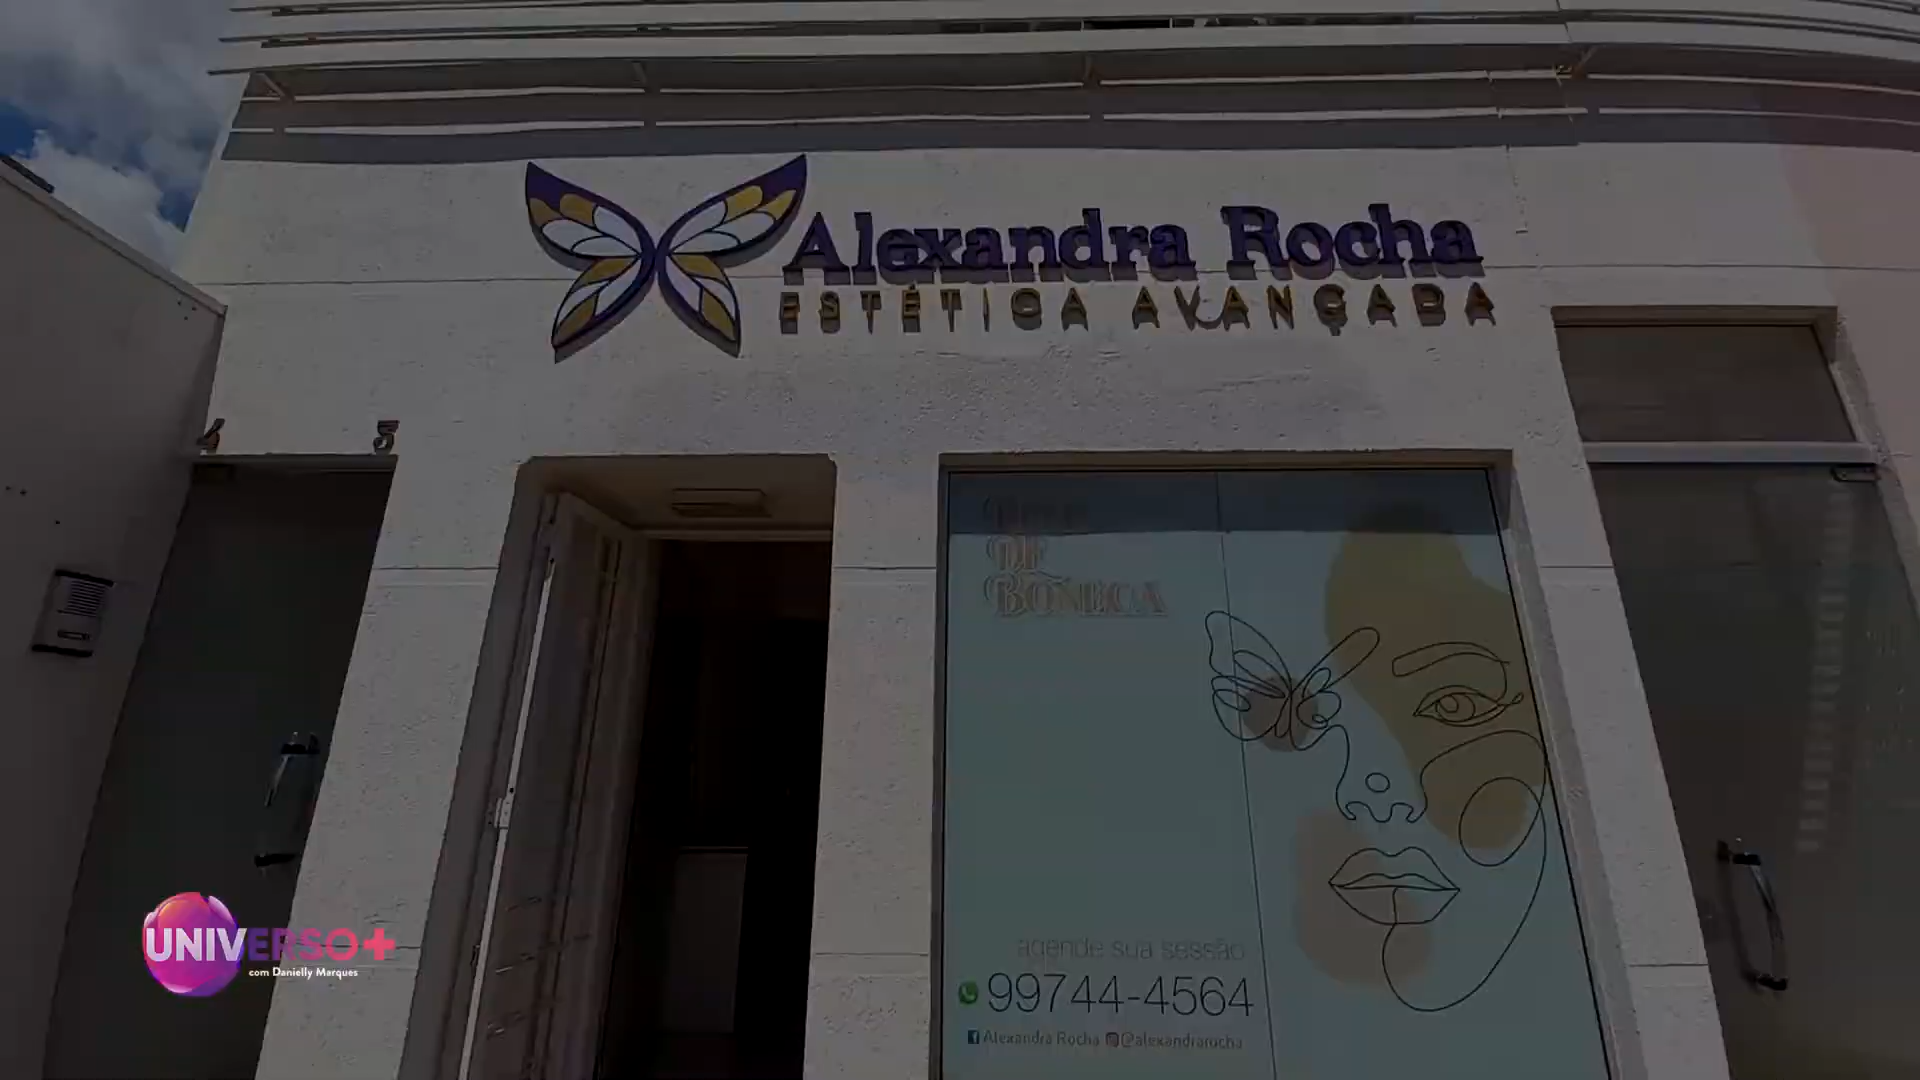 Alexandra Rocha
ESTÉTICA AVANÇADA
5
DE
BONECA
agende sua sessão
99744-4564
Alexandra Rocha @alexandrarocha
UNIVERSO+
com Danielly Marques